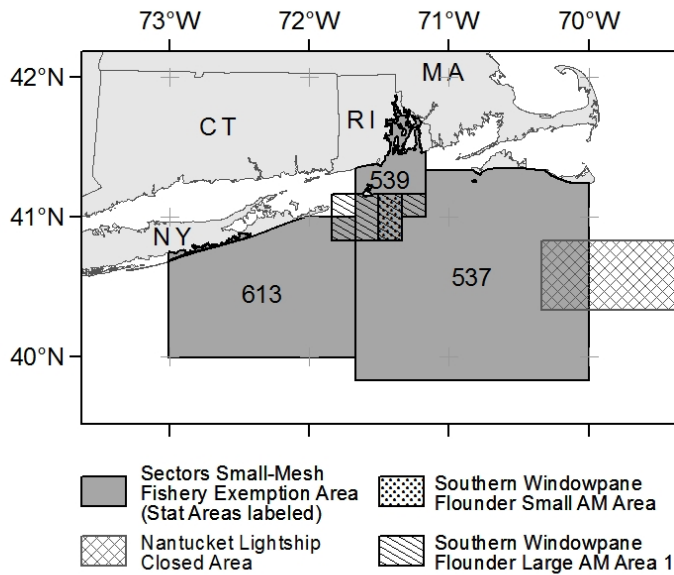 73°W 72°W 71°W 70°W
42°N
MA
CT
RI
539
41°N
NY
613
537
40°N
Sectors Small-Mesh
Fishery Exemption Area
(Stat Areas labeled)
Nantucket Lightship
Closed Area
Southern Windowpane
Flounder Small AM Area
Southern Windowpane
Flounder Large AM Area 1